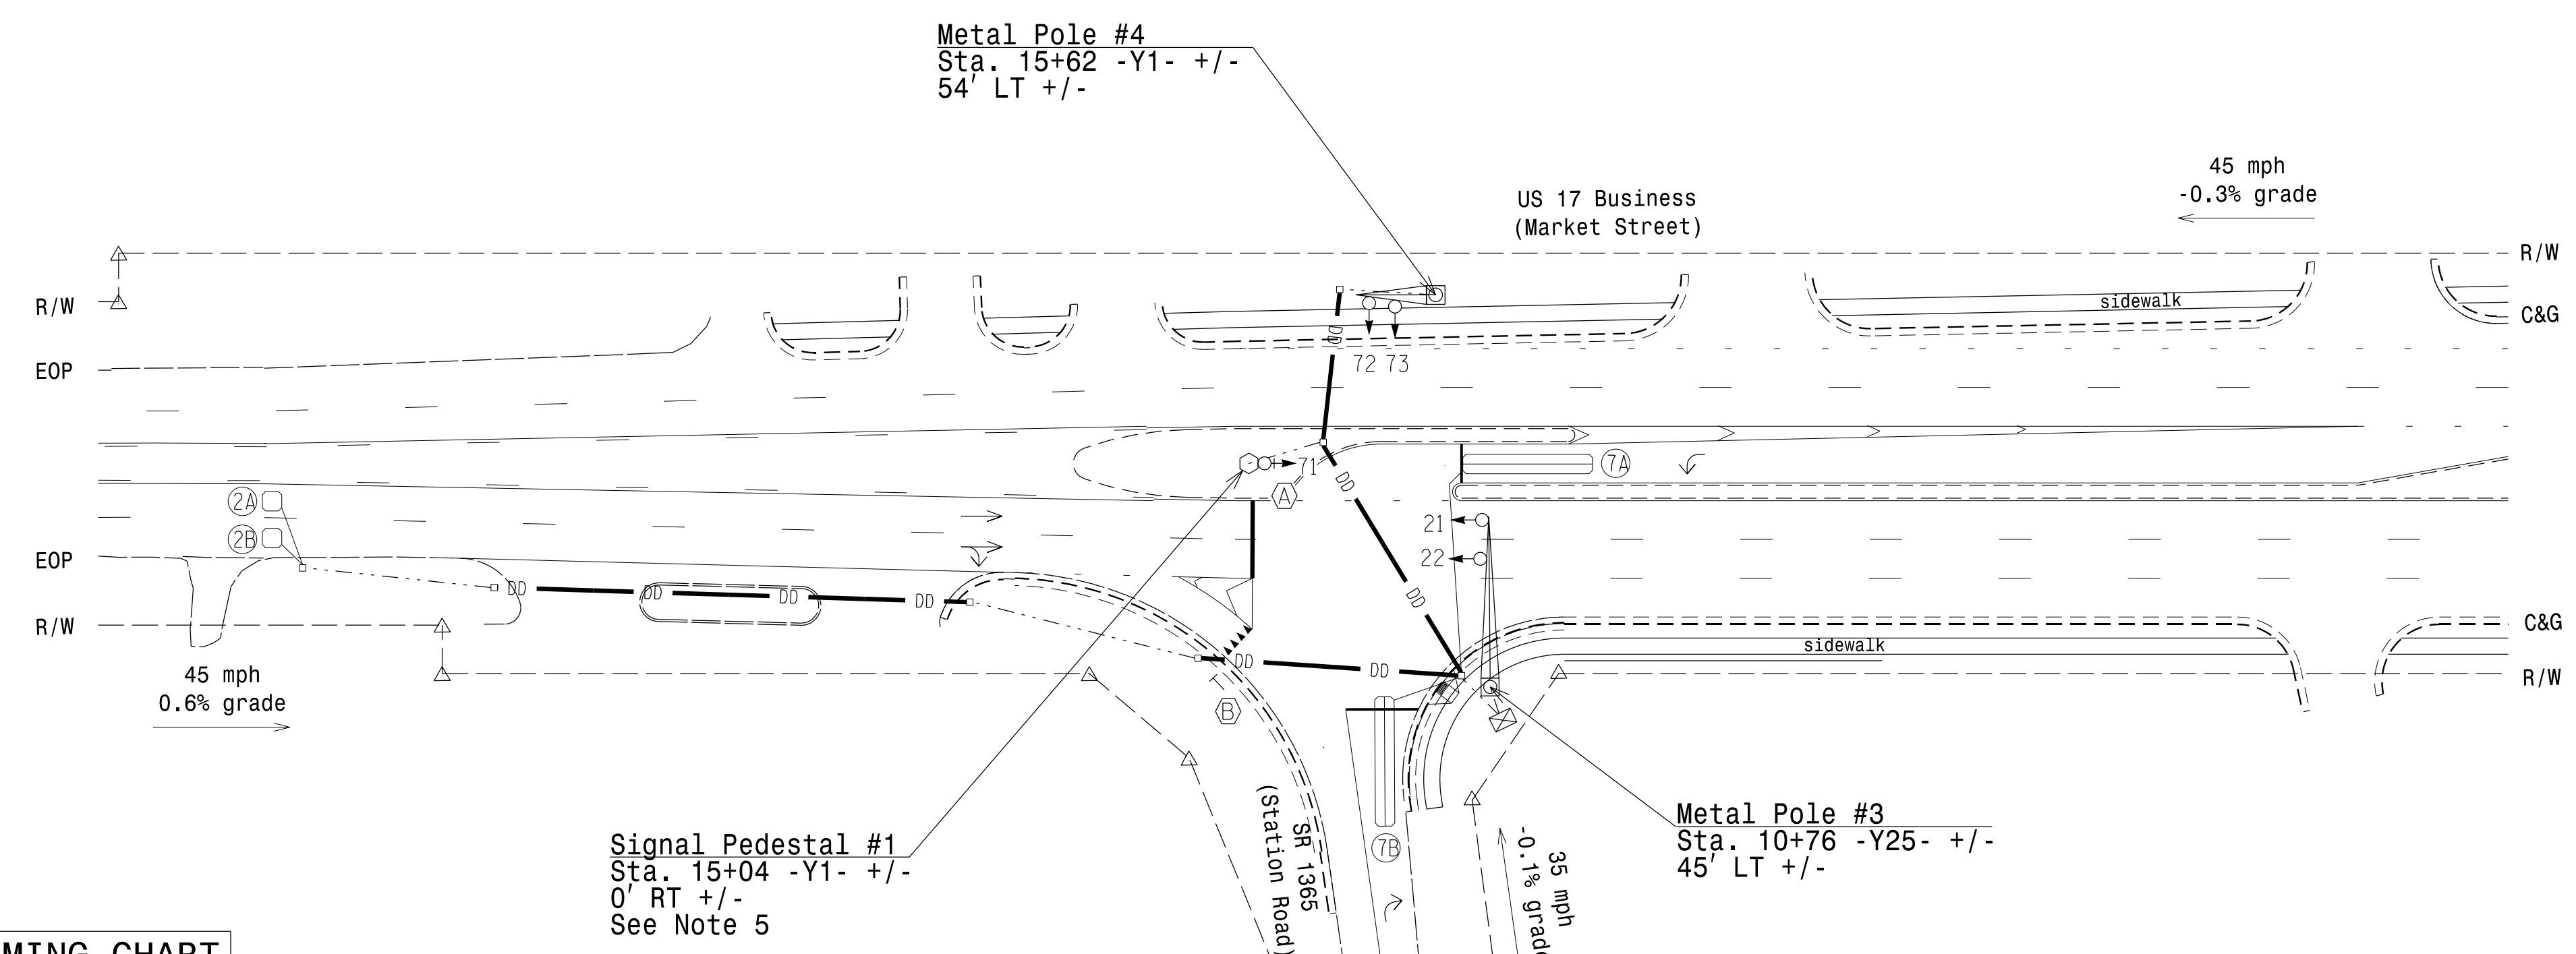 Metal Pole #4
Sta. 15+62 -Y1- +/-
54' LT +/-
45 mph
-0.3% grade
US 17 Business
(Market Street)
R/W
R/W
sidewalk
C&G
DD
72 73
EOP
71
7A
A
DD
2A
21
2B
22
EOP
DD
DD
DD
DD
DD
C&G
R/W
sidewalk
DD
DD
45 mph
0.6% grade
R/W
B
Metal Pole #3
Sta. 10+76 -Y25- +/-
45' LT +/-
Signal Pedestal #1
Sta. 15+04 -Y1- +/-
0' RT +/-
See Note 5
7B
SR 1365
(Station Road)
35 mph
-0.1% grade
MING CHART